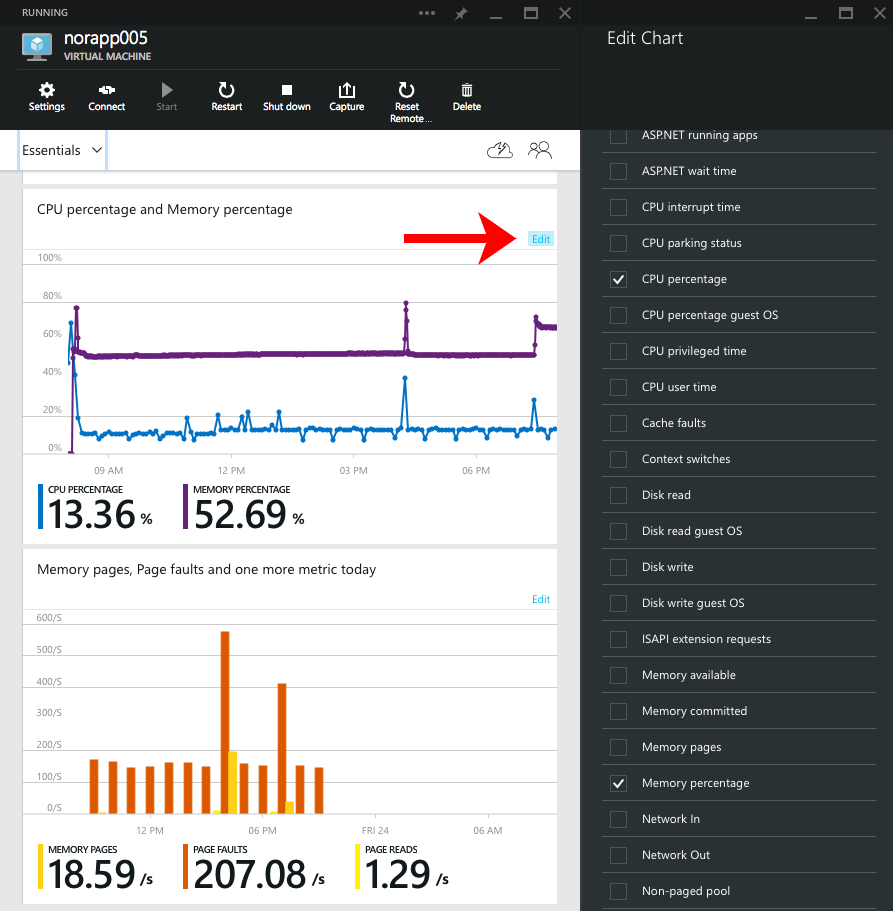 RUNNING
norapp005
VIRTUAL MACHINE
Settings
Connect
Start
Restart
Shut down
Capture
Reset
Remote...
Delete
Essentials
CPU percentage and Memory percentage
Edit
100%
80%
60%
40%
20%
0%
09 AM
12 PM
03 PM
06 PM
CPU PERCENTAGE
13.36 %
MEMORY PERCENTAGE
52.69 %
Memory pages, Page faults and one more metric today
Edit
600/S
500/S
400/S
300/S
200/S
100/S
0/S
12 PM
06 PM
FRI 24
06 AM
MEMORY PAGES
18.59 /s
PAGE FAULTS
207.08 /s
PAGE READS
1.29 /s
Edit Chart
ASP.NET running apps
ASP.NET wait time
CPU interrupt time
CPU parking status
CPU percentage
CPU percentage guest OS
CPU privileged time
CPU user time
Cache faults
Context switches
Disk read
Disk read guest OS
Disk write
Disk write guest OS
ISAPI extension requests
Memory available
Memory committed
Memory pages
Memory percentage
Network In
Network Out
Non-paged pool